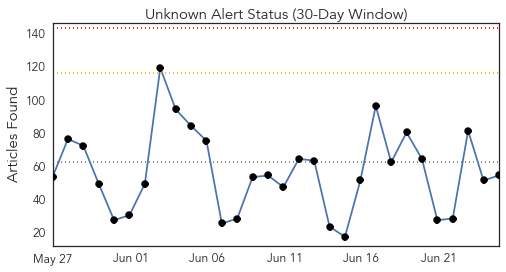 Unknown Alert Status (30-Day Window)
Articles Found
140
120
100
80
60
40
20
May 27 Jun 01 Jun 06 Jun 11 Jun 16 Jun 21